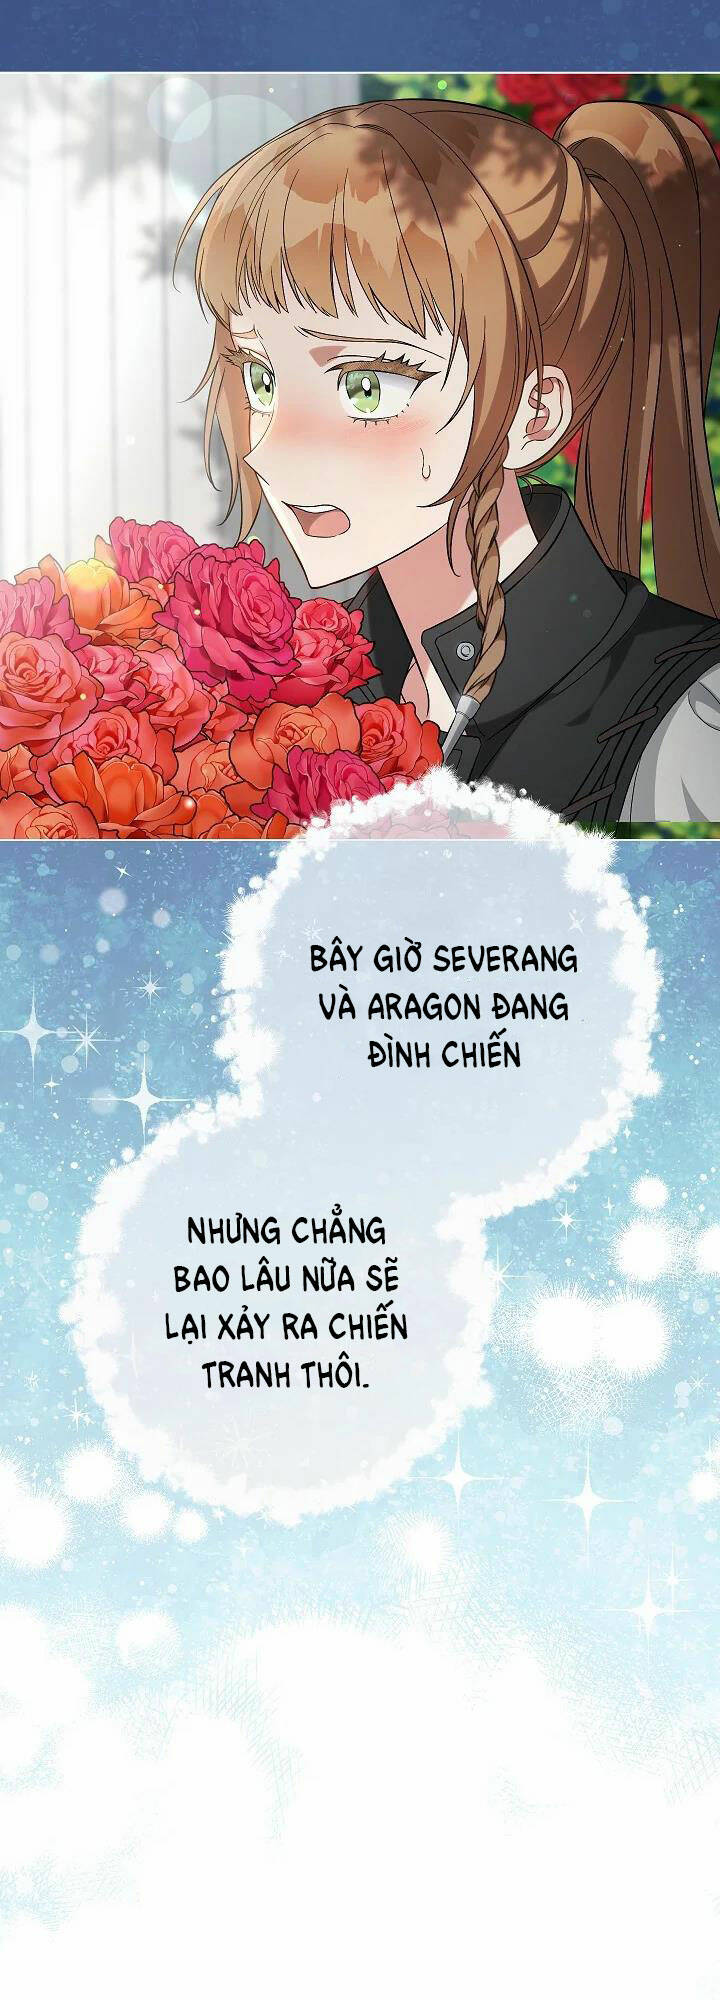 BÂY GIỜ SEVERANG
VÀ ARAGON ĐANG
ĐÌNH CHIẾN
NHƯNG CHẲNG
BAO LÂU NỮA SẼ
LẠI XẢY RA CHIẾN
TRANH THÔI.